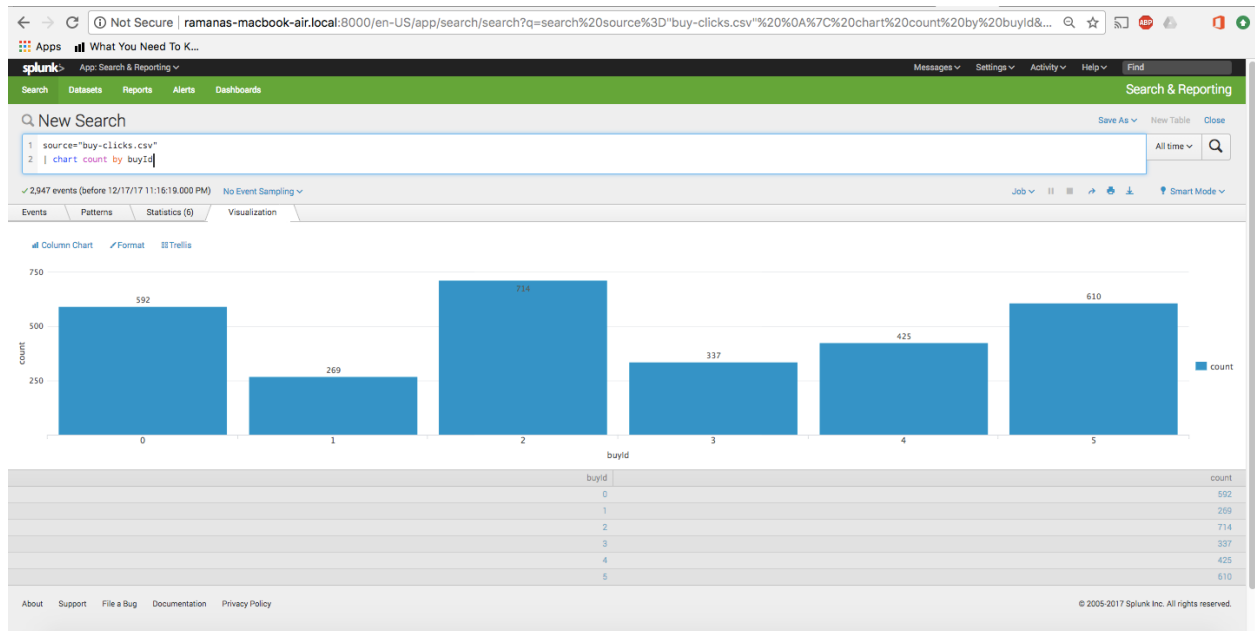 Not Secure | ramanas-macbook-air.local:8000/en-US/app/search/search?q=search%20source%3D"buy-clicks.csv"%20%0A%7C%20chart%20count%20by%20buyId&...
ABP
Apps What You Need To K...
splunk> App: Search & Reporting Messages Settings Activity Help Find
Search Datasets Reports Alerts Dashboards Search & Reporting
New Search Save As New Table Close
1 source="buy-clicks.csv" All time
2 | chart count by buyId
2,947 events (before 12/17/17 11:16:19.000 PM) No Event Sampling Job Smart Mode
Events Patterns Statistics (6) Visualization
Column Chart Format Trellis
750
714
592 610
500
425
337
269
count
count
250
0 1 2 3 4 5
buyId
buyId count
0 592
1 269
2 714
3 337
4 425
5 610
About Support File a Bug Documentation Privacy Policy © 2005-2017 Splunk Inc. All rights reserved.